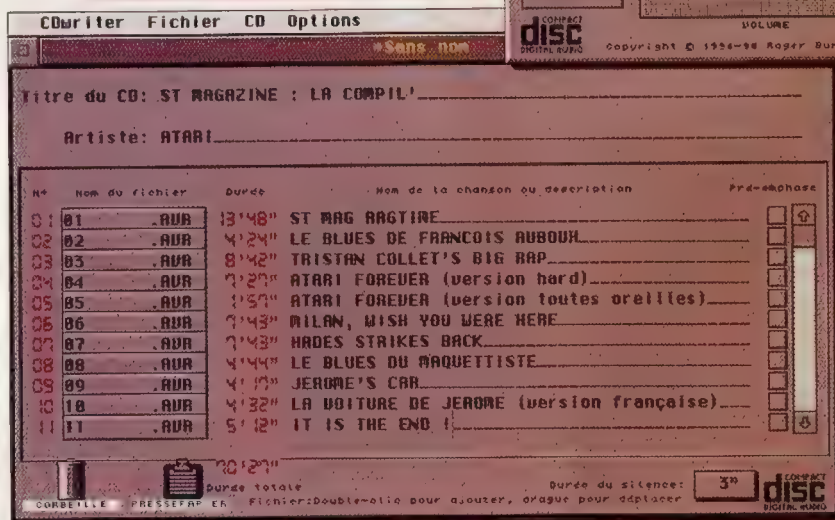 CDwriter Fichier CD Options
COMPACT
disc
DIGITAL AUDIO
VOLUME
Copyright © 1994-98 Roger
*Sans nom
Titre du CD: ST MAGAZINE : LA COMPIL'
Artiste: ATARI
N° Nom du fichier Durée Nom de la chanson ou description Pré-emphase
01 01 .AVR 13'48" ST MAG RAGTIME
02 02 .AVR 4'24" LE BLUES DE FRANCOIS AUBOUX
03 03 .AVR 8'42" TRISTAN COLLET'S BIG RAP
04 04 .AVR 7'27" ATARI FOREVER (version hard)
05 05 .AVR 1'57" ATARI FOREVER (version toutes oreilles)
06 06 .AVR 7'43" MILAN, WISH YOU WERE HERE
07 07 .AVR 7'43" HADES STRIKES BACK
08 08 .AVR 4'44" LE BLUES DU MAQUETTISTE
09 09 .AVR 4'17" JEROME'S CAR
10 10 .AVR 4'32" LA VOITURE DE JEROME (version française)
11 11 .AVR 5'12" IT IS THE END !
70'27"
Durée totale
Durée du silence: 3"
CORBEILLE PRESSEPAPIER Fichier:Double-clic pour ajouter, drague pour déplacer
COMPACT
disc
DIGITAL AUDIO